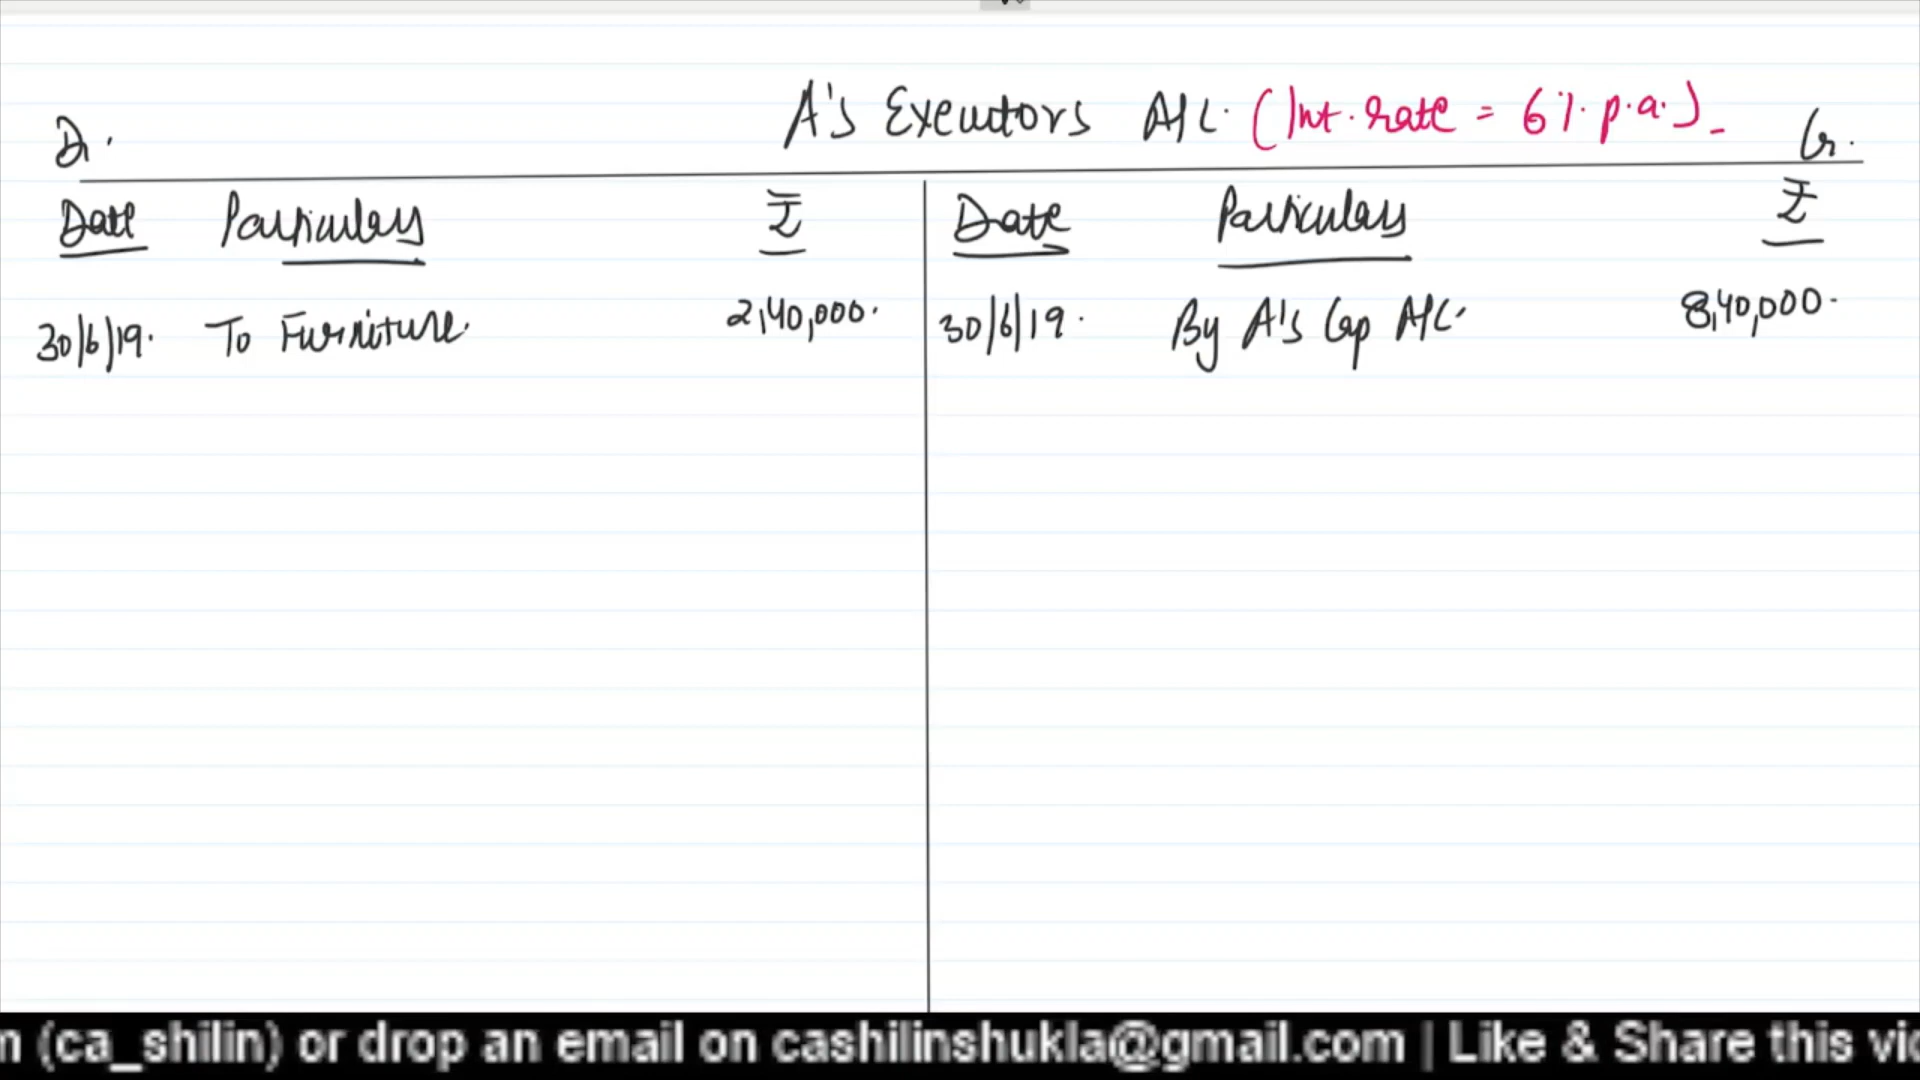 A's Executors A/c. (Int. rate = 6% p.a.)
Dr. Cr.
Date Particulars ₹ Date Particulars ₹
30/6/19. To Furniture. 2,40,000. 30/6/19. By A's Cap A/c. 8,40,000.
n (ca_shilin) or drop an email on cashilinshukla@gmail.com | Like & Share this vid